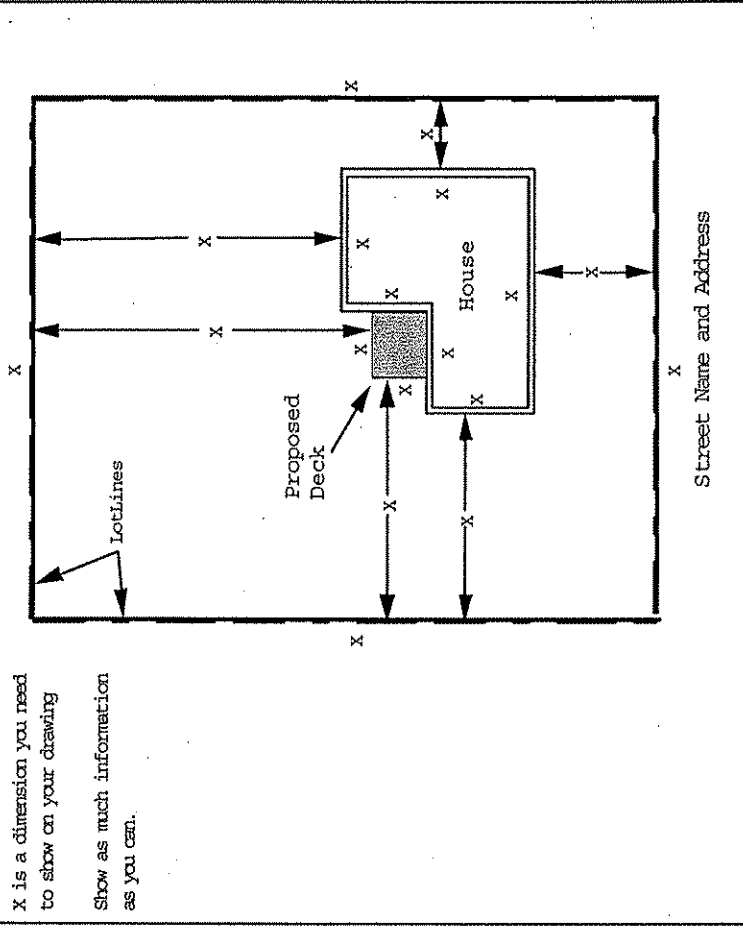 X is a dimension you need
to show on your drawing
Show as much information
as you can.
X
LotLines
X
X
Proposed
Deck
X
X
X
X
X
X
X
X
X
X
House
X
X
X
X
X
Street Name and Address